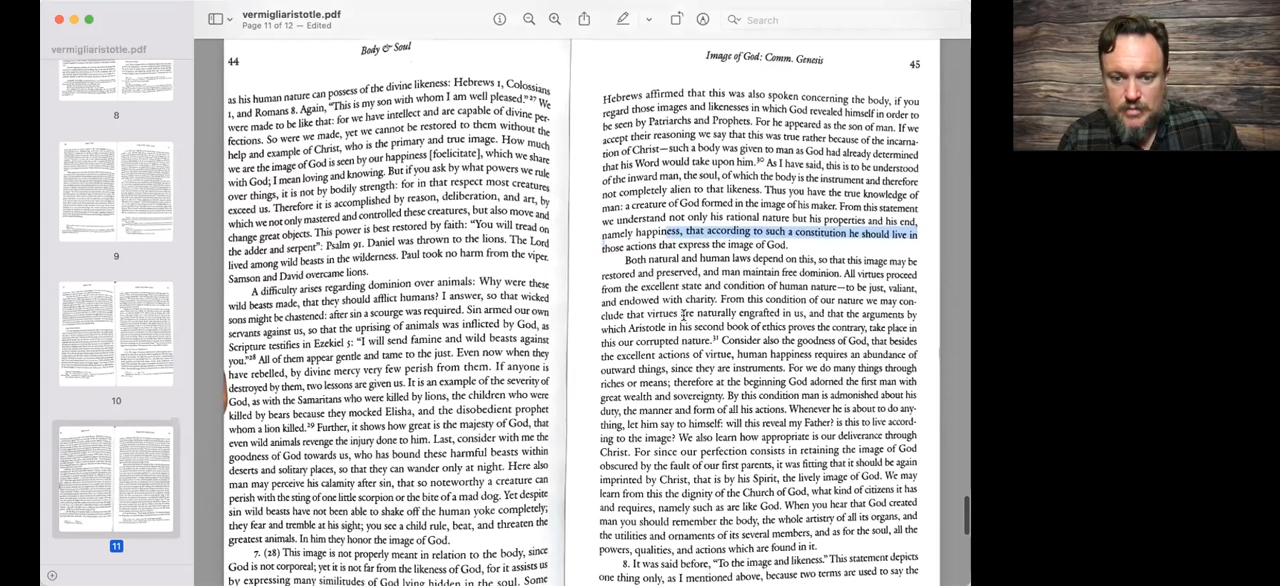 vermigliaristotle.pdf
Page 11 of 12 — Edited
Search
vermigliaristotle.pdf
8
9
10
11
44
Body & Soul
as his human nature can possess of the divine likeness: Hebrews 1, Colossians
1, and Romans 8. Again, "This is my son with whom I am well pleased."27 We
were made to be like that: for we have intellect and are capable of divine per-
fections. So were we made, yet we cannot be restored to them without the
help and example of Christ, who is the primary and true image. How much
we are the image of God is seen by our happiness [foelicitate], which we share
with God; I mean loving and knowing. But if you ask by what powers we rule
over things, it is not by bodily strength: for in that respect most creatures
exceed us. Therefore it is accomplished by reason, deliberation, and art, by
which we not only mastered and controlled these creatures, but also move and
change great objects. This power is best restored by faith: "You will tread on
the adder and serpent": Psalm 91. Daniel was thrown to the lions. The Lord
lived among wild beasts in the wilderness. Paul took no harm from the viper.
Samson and David overcame lions.
A difficulty arises regarding dominion over animals: Why were these
wild beasts made, that they should afflict humans? I answer, so that wicked
sons might be chastened: after sin a scourge was required. Sin armed our own
servants against us, so that the uprising of animals was inflicted by God, as
Scripture testifies in Ezekiel 5: "I will send famine and wild beasts against
you."28 All of them appear gentle and tame to the just. Even now when they
have rebelled, by divine mercy very few perish from them. If anyone is
destroyed by them, two lessons are given us. It is an example of the severity of
God, as with the Samaritans who were killed by lions, the children who were
killed by bears because they mocked Elisha, and the disobedient prophet
whom a lion killed.29 Further, it shows how great is the majesty of God, that
even wild animals revenge the injury done to him. Last, consider with me the
goodness of God towards us, who has bound these harmful beasts within
deserts and solitary places, so that they can wander only at night. Here also
man may perceive his calamity after sin, that so noteworthy a creature can
perish with the sting of one little scorpion or the bite of a mad dog. Yet despite
sin wild beasts have not been able to shake off the human yoke completely;
they fear and tremble at his sight; you see a child rule, beat, and threaten the
greatest animals. In him they honor the image of God.
7. (28) This image is not properly meant in relation to the body, since
God is not corporeal; yet it is not far from the likeness of God, for it assists us
by expressing many similitudes of God lying hidden in the soul. Some
Image of God: Comm. Genesis
45
Hebrews affirmed that this was also spoken concerning the body, if you
regard those images and likenesses in which God revealed himself in order to
be seen by Patriarchs and Prophets. For he appeared as the son of man. If we
accept their reasoning we say that this was true rather because of the incarna-
tion of Christ—such a body was given to man as God had already determined
that his Word would take upon him.30 As I have said, this is to be understood
of the inward man, the soul, of which the body is the instrument and therefore
not completely alien to that likeness. Thus you have the true knowledge of
man: a creature of God formed in the image of his maker. From this statement
we understand not only his rational nature but his properties and his end,
namely happiness, that according to such a constitution he should live in
those actions that express the image of God.
Both natural and human laws depend on this, so that this image may be
restored and preserved, and man maintain free dominion. All virtues proceed
from the excellent state and condition of human nature—to be just, valiant,
and endowed with charity. From this condition of our nature we may con-
clude that virtues are naturally engrafted in us, and that the arguments by
which Aristotle in his second book of ethics proves the contrary, take place in
this our corrupted nature.31 Consider also the goodness of God, that besides
the excellent actions of virtue, human happiness requires an abundance of
outward things, since they are instruments. For we do many things through
riches or means; therefore at the beginning God adorned the first man with
great wealth and sovereignty. By this condition man is admonished about his
duty, the manner and form of all his actions. Whenever he is about to do any-
thing, let him say to himself: will this reveal my Father? is this to live accord-
ing to the image? We also learn how appropriate is our deliverance through
Christ. For since our perfection consists in retaining the image of God
obscured by the fault of our first parents, it was fitting that it should be again
imprinted by Christ, that is by his Spirit, the lively image of God. We may
learn from this the dignity of the Church of God, what kind of citizens it has
and requires, namely such as are like God. When you hear that God created
man you should remember the body, the whole artistry of all its organs, and
the utilities and ornaments of its several members, and as for the soul, all the
powers, qualities, and actions which are found in it.
8. It was said before, "To the image and likeness." This statement depicts
one thing only, as I mentioned above, because two terms are used to say the